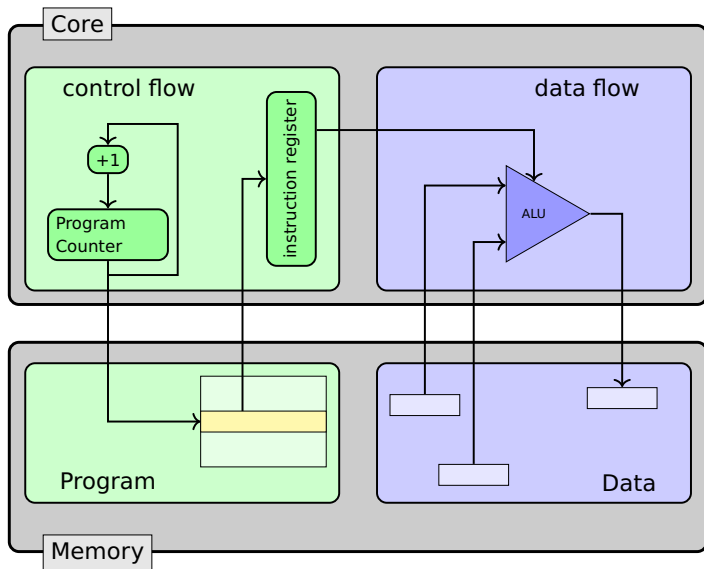 Core
control flow
data flow
+1
Program
Counter
instruction register
ALU
Program
Data
Memory